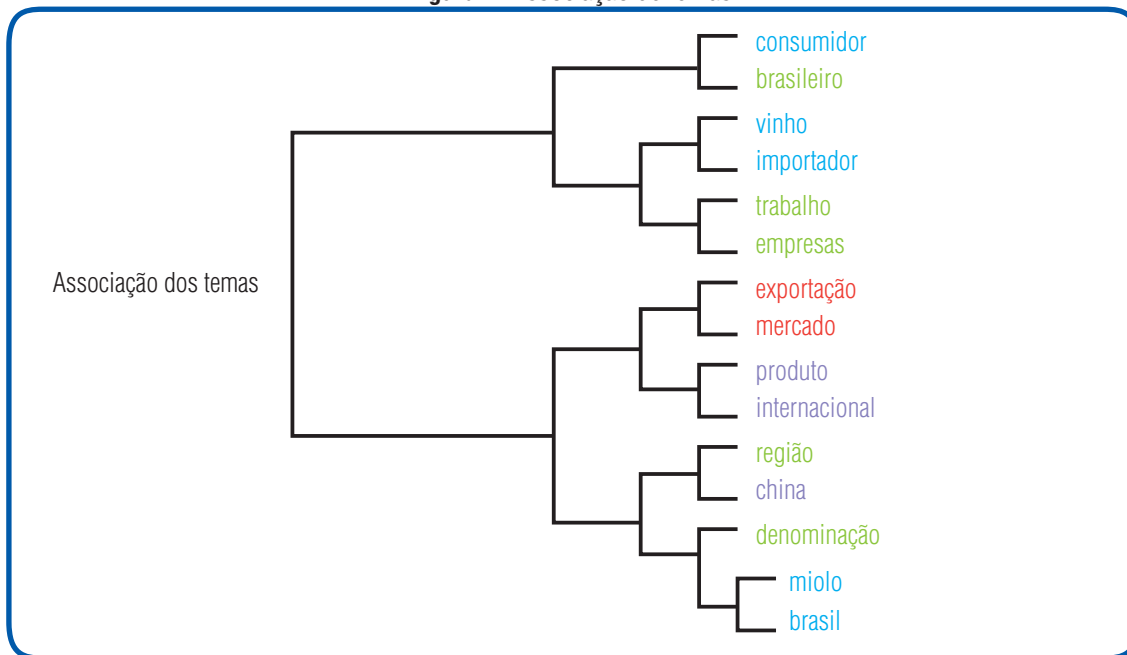 consumidor
brasileiro
vinho
importador
trabalho
empresas
Associação dos temas
exportação
mercado
produto
internacional
região
china
denominação
miolo
brasil